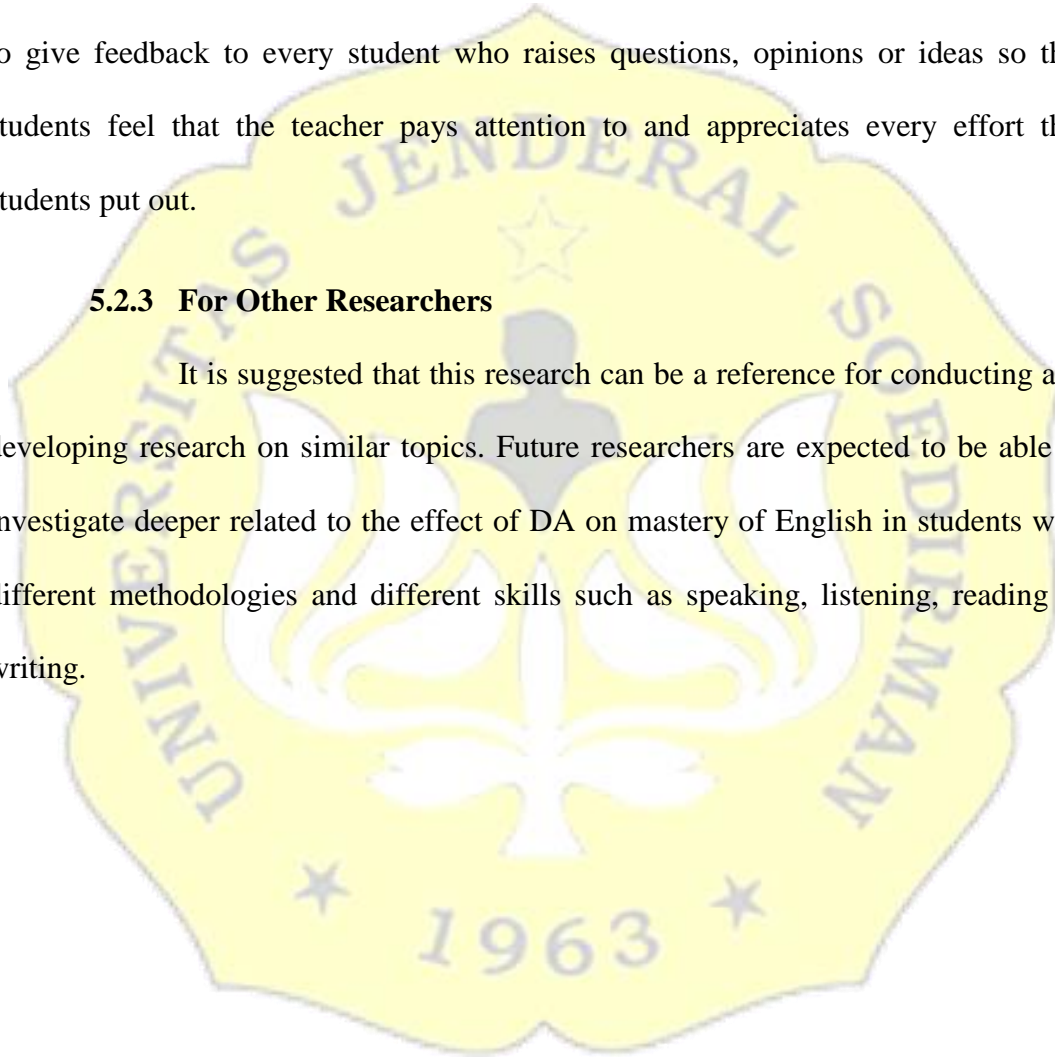 o give feedback to every student who raises questions, opinions or ideas so th
tudents feel that the teacher pays attention to and appreciates every effort th
tudents put out.
5.2.3 For Other Researchers
It is suggested that this research can be a reference for conducting a
developing research on similar topics. Future researchers are expected to be able
nvestigate deeper related to the effect of DA on mastery of English in students w
different methodologies and different skills such as speaking, listening, reading
writing.
UNIVERSITAS JENDERAL SOEDIRMAN
1963